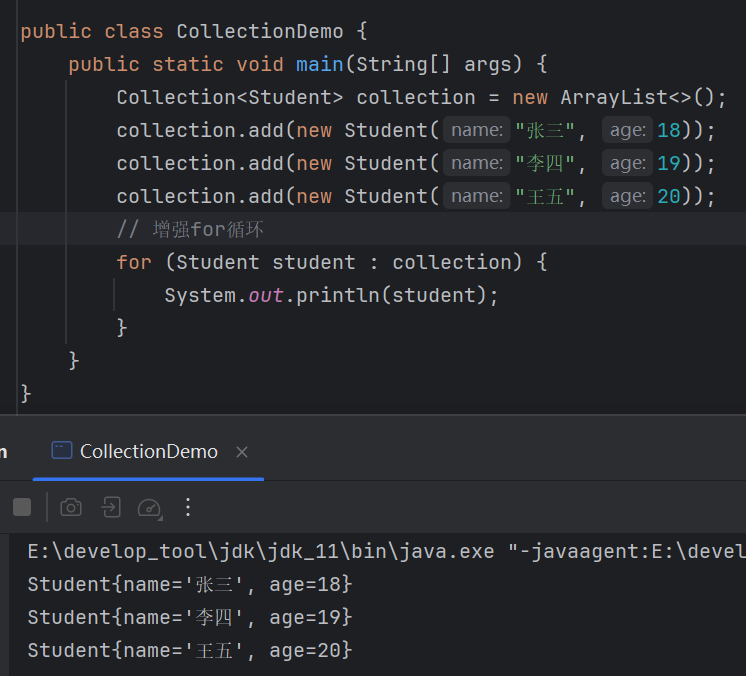 public class CollectionDemo {
public static void main(String[] args) {
Collection<Student> collection = new ArrayList<>();
collection.add(new Student( name: "张三", age: 18));
collection.add(new Student( name: "李四", age: 19));
collection.add(new Student( name: "王五", age: 20));
// 增强for循环
for (Student student : collection) {
System.out.println(student);
}
}
}
n CollectionDemo ×
E:\develop_tool\jdk\jdk_11\bin\java.exe "-javaagent:E:\devel
Student{name='张三', age=18}
Student{name='李四', age=19}
Student{name='王五', age=20}